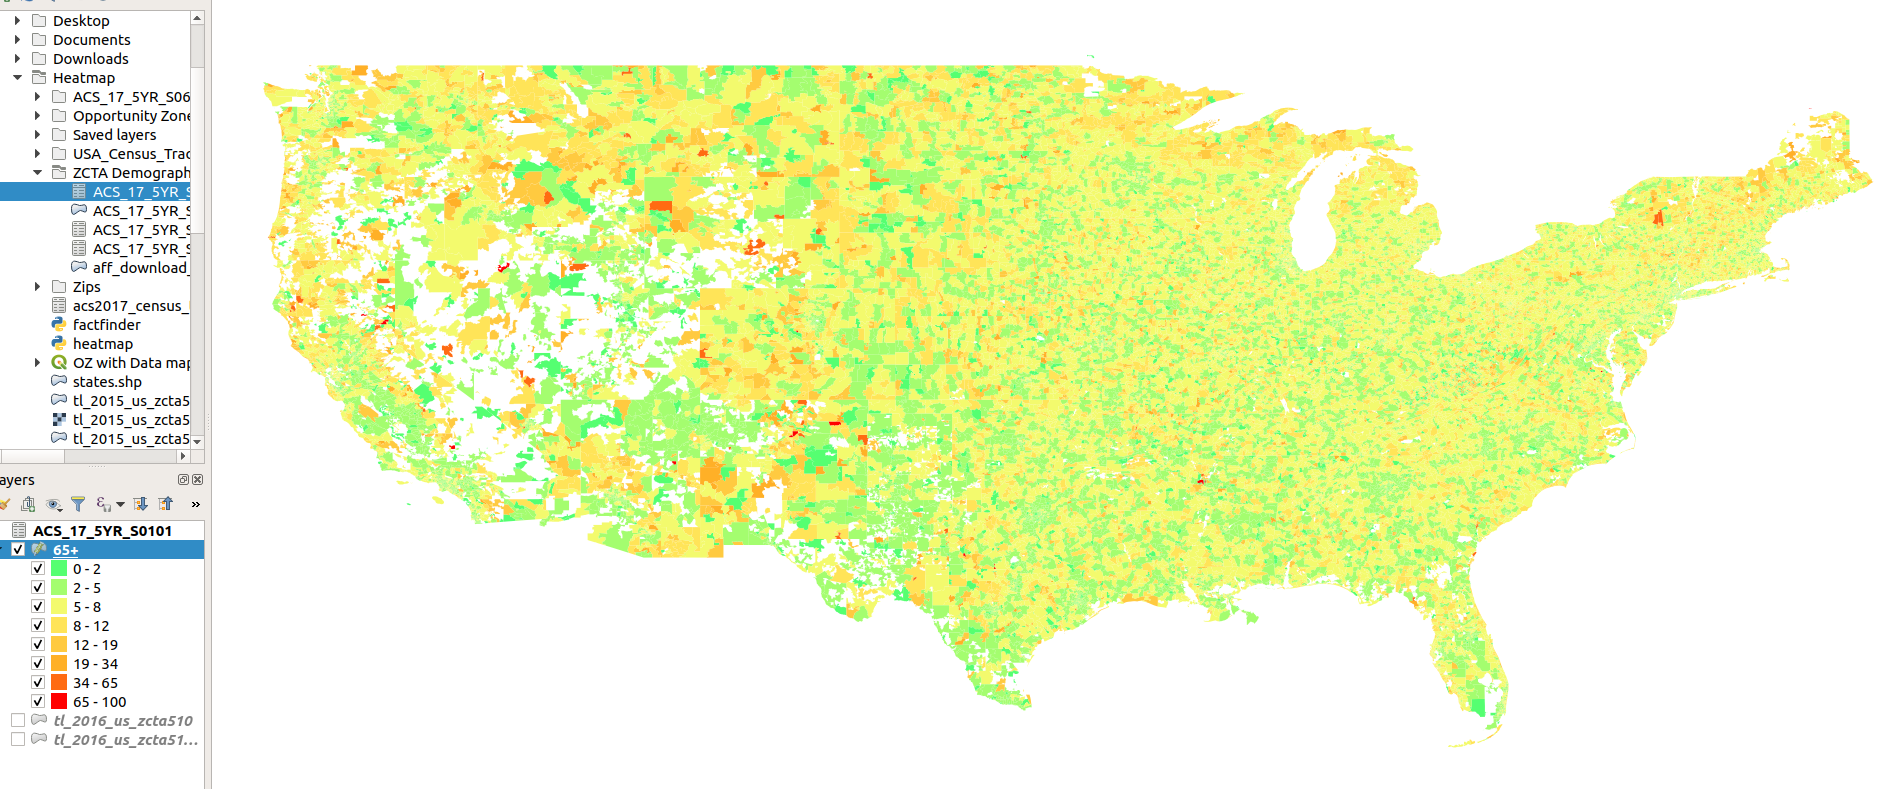 Desktop
Documents
Downloads
Heatmap
ACS_17_5YR_S06
Opportunity Zone
Saved layers
USA_Census_Trac
ZCTA Demograph
ACS_17_5YR_S
ACS_17_5YR_S
ACS_17_5YR_S
ACS_17_5YR_S
aff_download_
Zips
acs2017_census_
factfinder
heatmap
OZ with Data map
states.shp
tl_2015_us_zcta5
tl_2015_us_zcta5
tl_2015_us_zcta5
ayers
ACS_17_5YR_S0101
65+
0 - 2
2 - 5
5 - 8
8 - 12
12 - 19
19 - 34
34 - 65
65 - 100
tl_2016_us_zcta510
tl_2016_us_zcta51...